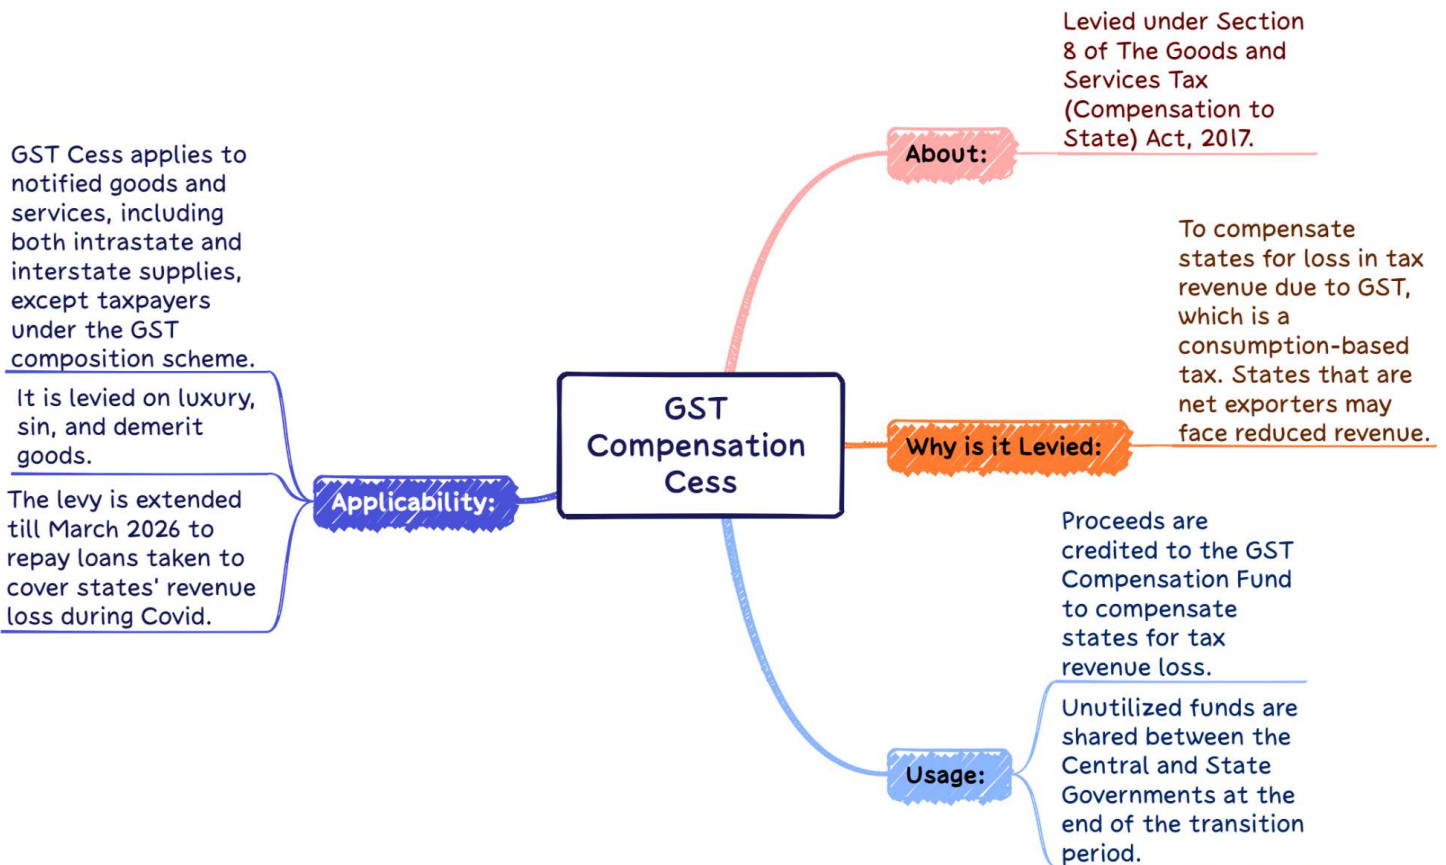 GST
Compensation
Cess
About:
Levied under Section
8 of The Goods and
Services Tax
(Compensation to
State) Act, 2017.
Why is it Levied:
To compensate
states for loss in tax
revenue due to GST,
which is a
consumption-based
tax. States that are
net exporters may
face reduced revenue.
Usage:
Proceeds are
credited to the GST
Compensation Fund
to compensate
states for tax
revenue loss.
Unutilized funds are
shared between the
Central and State
Governments at the
end of the transition
period.
Applicability:
GST Cess applies to
notified goods and
services, including
both intrastate and
interstate supplies,
except taxpayers
under the GST
composition scheme.
It is levied on luxury,
sin, and demerit
goods.
The levy is extended
till March 2026 to
repay loans taken to
cover states' revenue
loss during Covid.